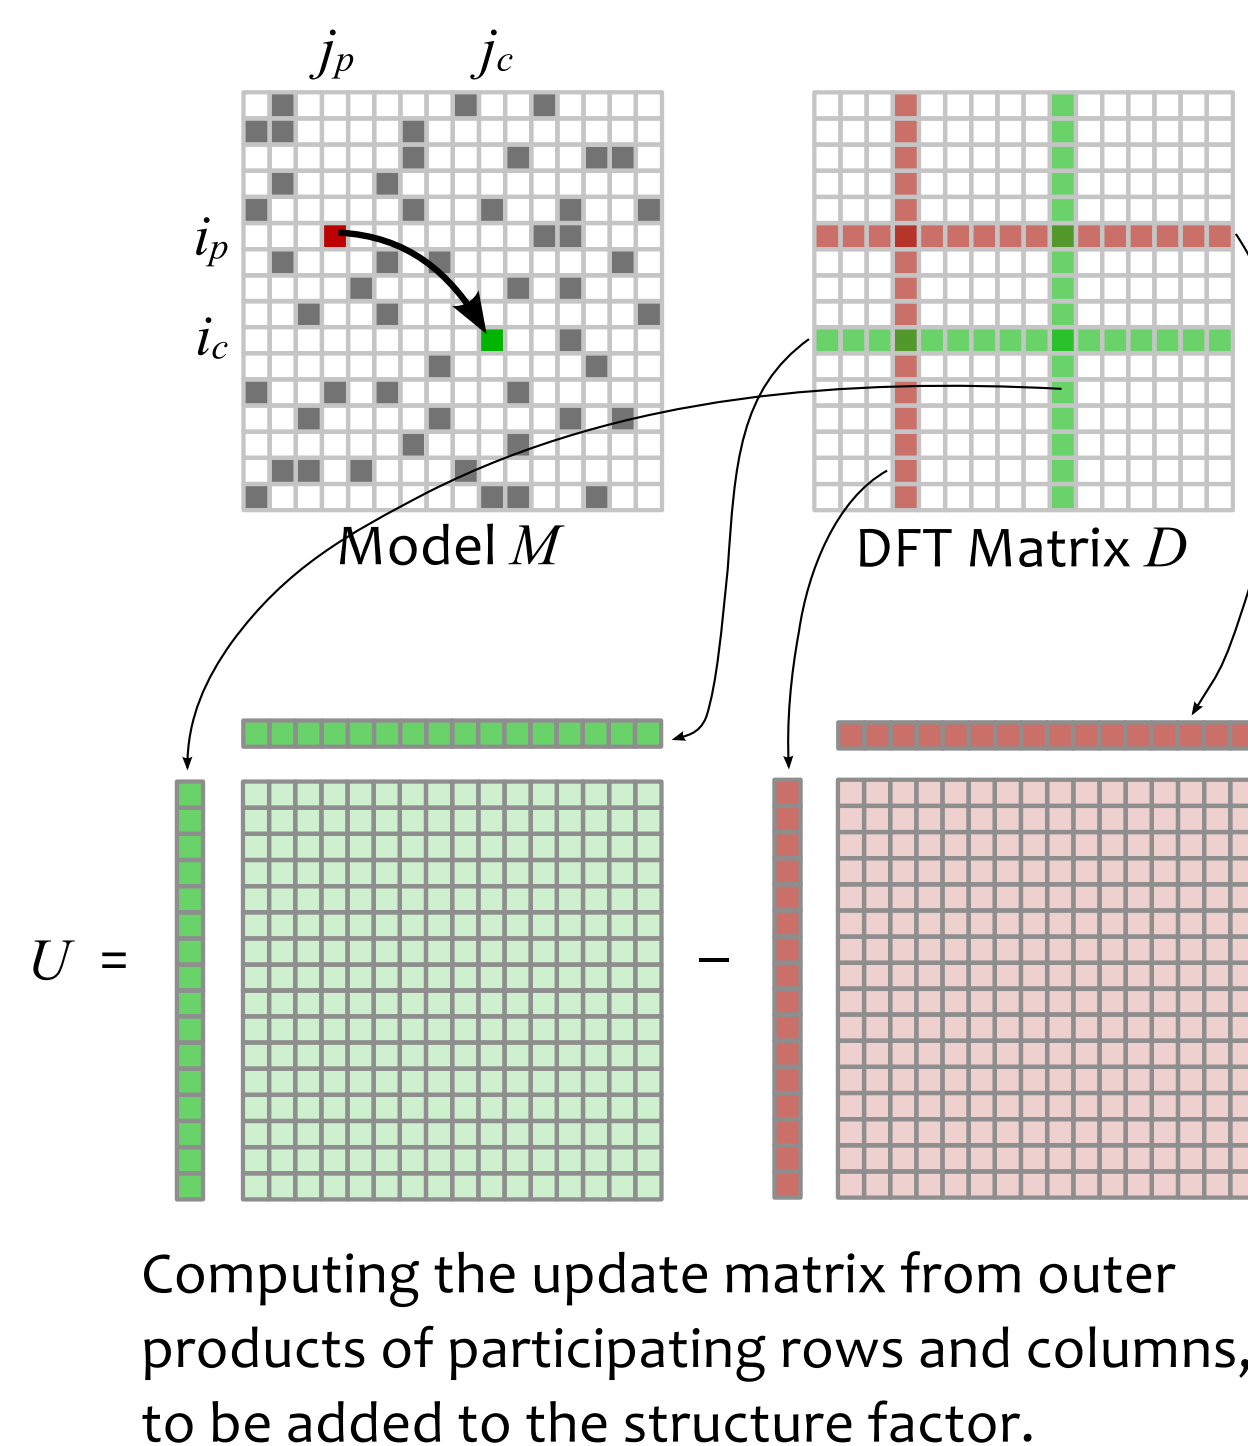 j_p j_c
i_p
i_c
Model M
DFT Matrix D
U = −
Computing the update matrix from outer
products of participating rows and columns,
to be added to the structure factor.